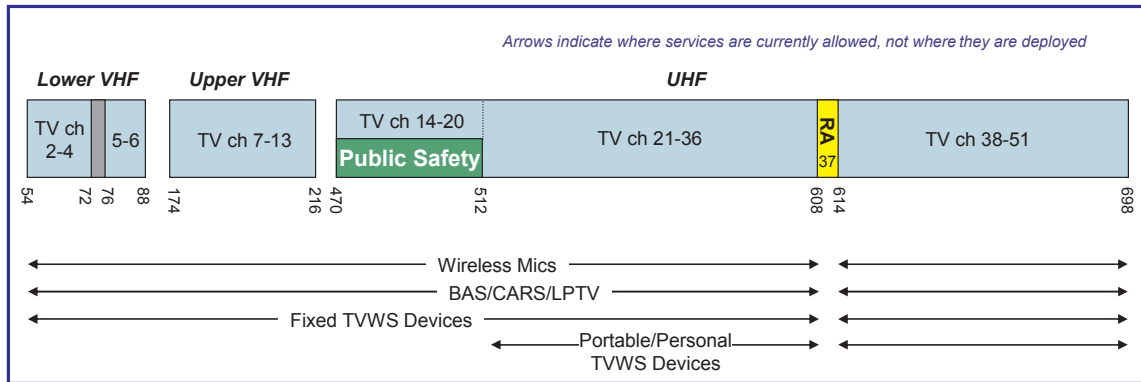 Arrows indicate where services are currently allowed, not where they are deployed
Lower VHF
Upper VHF
UHF
TV ch
2-4
5-6
TV ch 7-13
TV ch 14-20
Public Safety
TV ch 21-36
RA
37
TV ch 38-51
54
72
76
88
174
216
470
512
608
614
698
Wireless Mics
BAS/CARS/LPTV
Fixed TVWS Devices
Portable/Personal
TVWS Devices